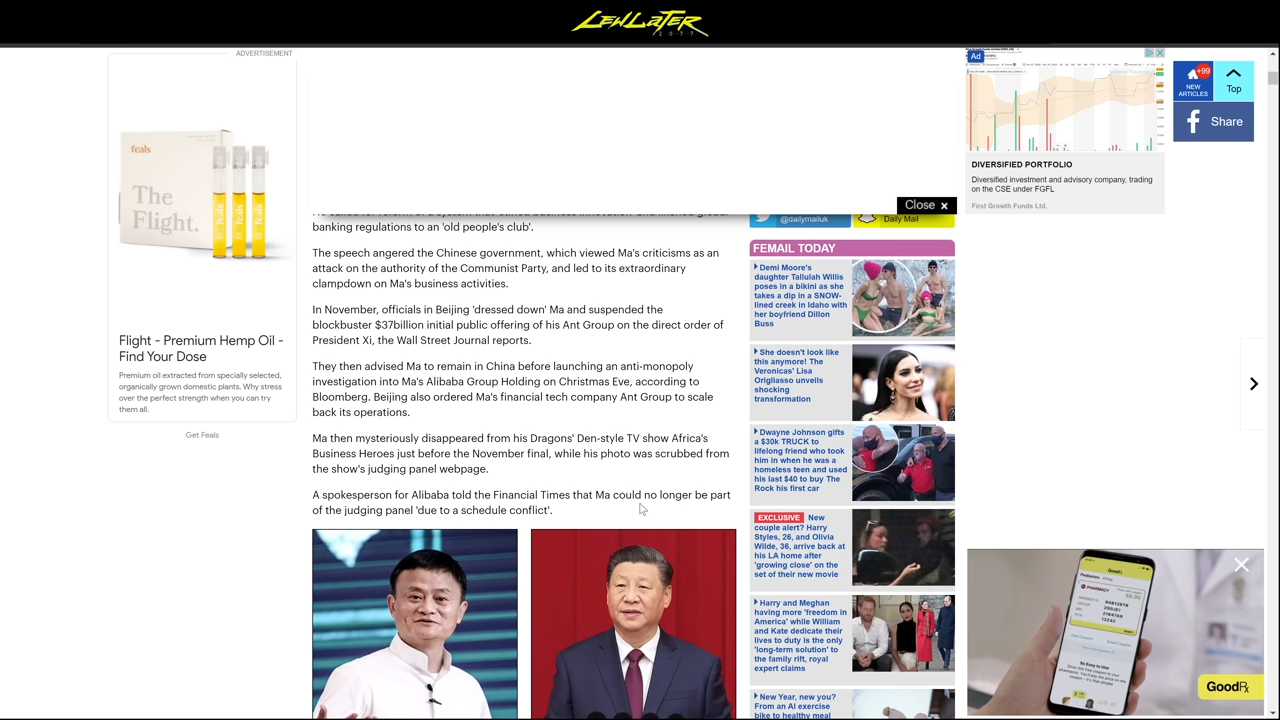 LEWLATER
2077
ADVERTISEMENT
feals.
The
Flight.
Flight - Premium Hemp Oil -
Find Your Dose
Premium oil extracted from specially selected,
organically grown domestic plants. Why stress
over the perfect strength when you can try
them all.
Get Feals
Close ×
banking regulations to an 'old people's club'.
The speech angered the Chinese government, which viewed Ma's criticisms as an
attack on the authority of the Communist Party, and led to its extraordinary
clampdown on Ma's business activities.
In November, officials in Beijing 'dressed down' Ma and suspended the
blockbuster $37billion initial public offering of his Ant Group on the direct order of
President Xi, the Wall Street Journal reports.
They then advised Ma to remain in China before launching an anti-monopoly
investigation into Ma's Alibaba Group Holding on Christmas Eve, according to
Bloomberg. Beijing also ordered Ma's financial tech company Ant Group to scale
back its operations.
Ma then mysteriously disappeared from his Dragons' Den-style TV show Africa's
Business Heroes just before the November final, while his photo was scrubbed from
the show's judging panel webpage.
A spokesperson for Alibaba told the Financial Times that Ma could no longer be part
of the judging panel 'due to a schedule conflict'.
@dailymailuk
Daily Mail
FEMAIL TODAY
Demi Moore's
daughter Tallulah Willis
poses in a bikini as she
takes a dip in a SNOW-
lined creek in Idaho with
her boyfriend Dillon
Buss
She doesn't look like
this anymore! The
Veronicas' Lisa
Origliasso unveils
shocking
transformation
Dwayne Johnson gifts
a $30k TRUCK to
lifelong friend who took
him in when he was a
homeless teen and used
his last $40 to buy The
Rock his first car
EXCLUSIVE New
couple alert? Harry
Styles, 26, and Olivia
Wilde, 36, arrive back at
his LA home after
'growing close' on the
set of their new movie
Harry and Meghan
having more 'freedom in
America' while William
and Kate dedicate their
lives to duty is the only
'long-term solution' to
the family rift, royal
expert claims
New Year, new you?
From an AI exercise
bike to healthy meal
Ad
DIVERSIFIED PORTFOLIO
Diversified investment and advisory company, trading
on the CSE under FGFL
First Growth Funds Ltd.
+99
NEW
ARTICLES
Top
Share
PHARMACY
So Easy to Use
GoodRx